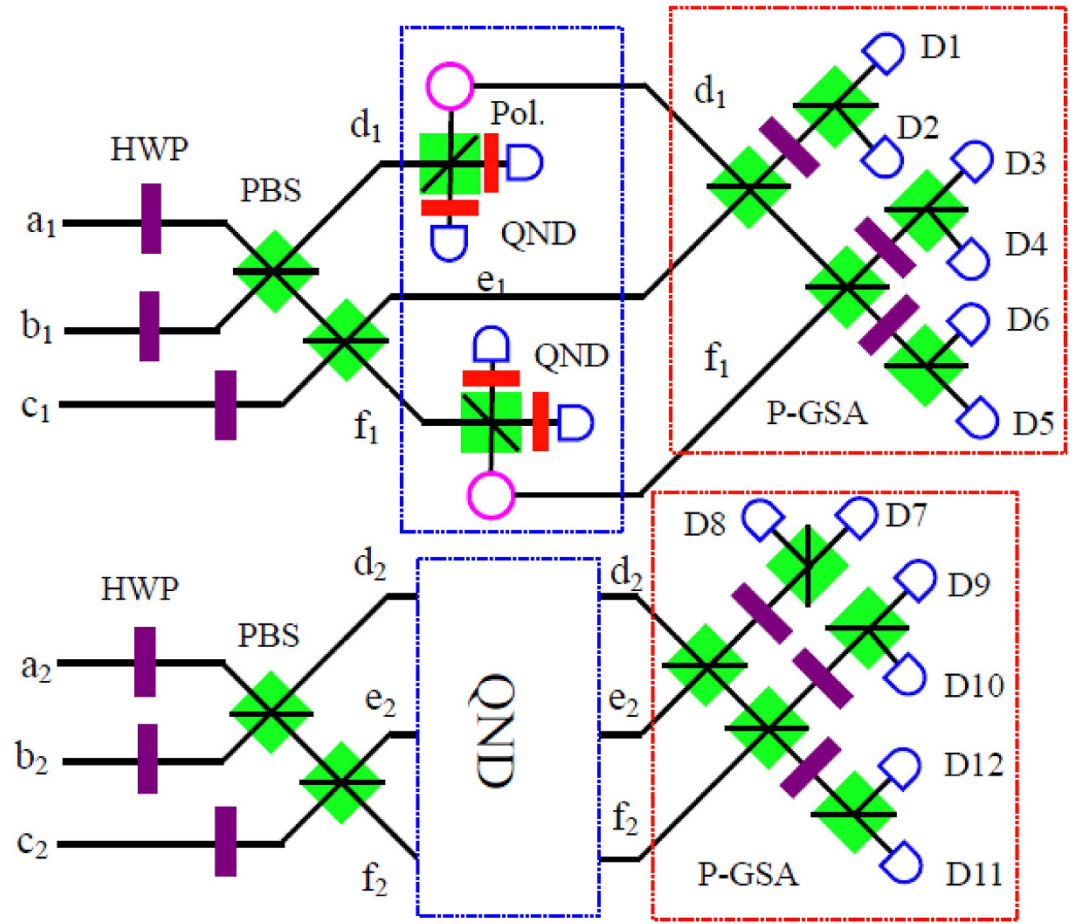 D1
d₁
Pol.
d₁
HWP
D2
D3
PBS
a₁
QND
D4
e₁
b₁
D6
QND
f₁
c₁
P-GSA
D5
f₁
D8
D7
d₂
d₂
HWP
D9
PBS
a₂
e₂
e₂
D10
QND
b₂
D12
f₂
c₂
P-GSA
D11
f₂